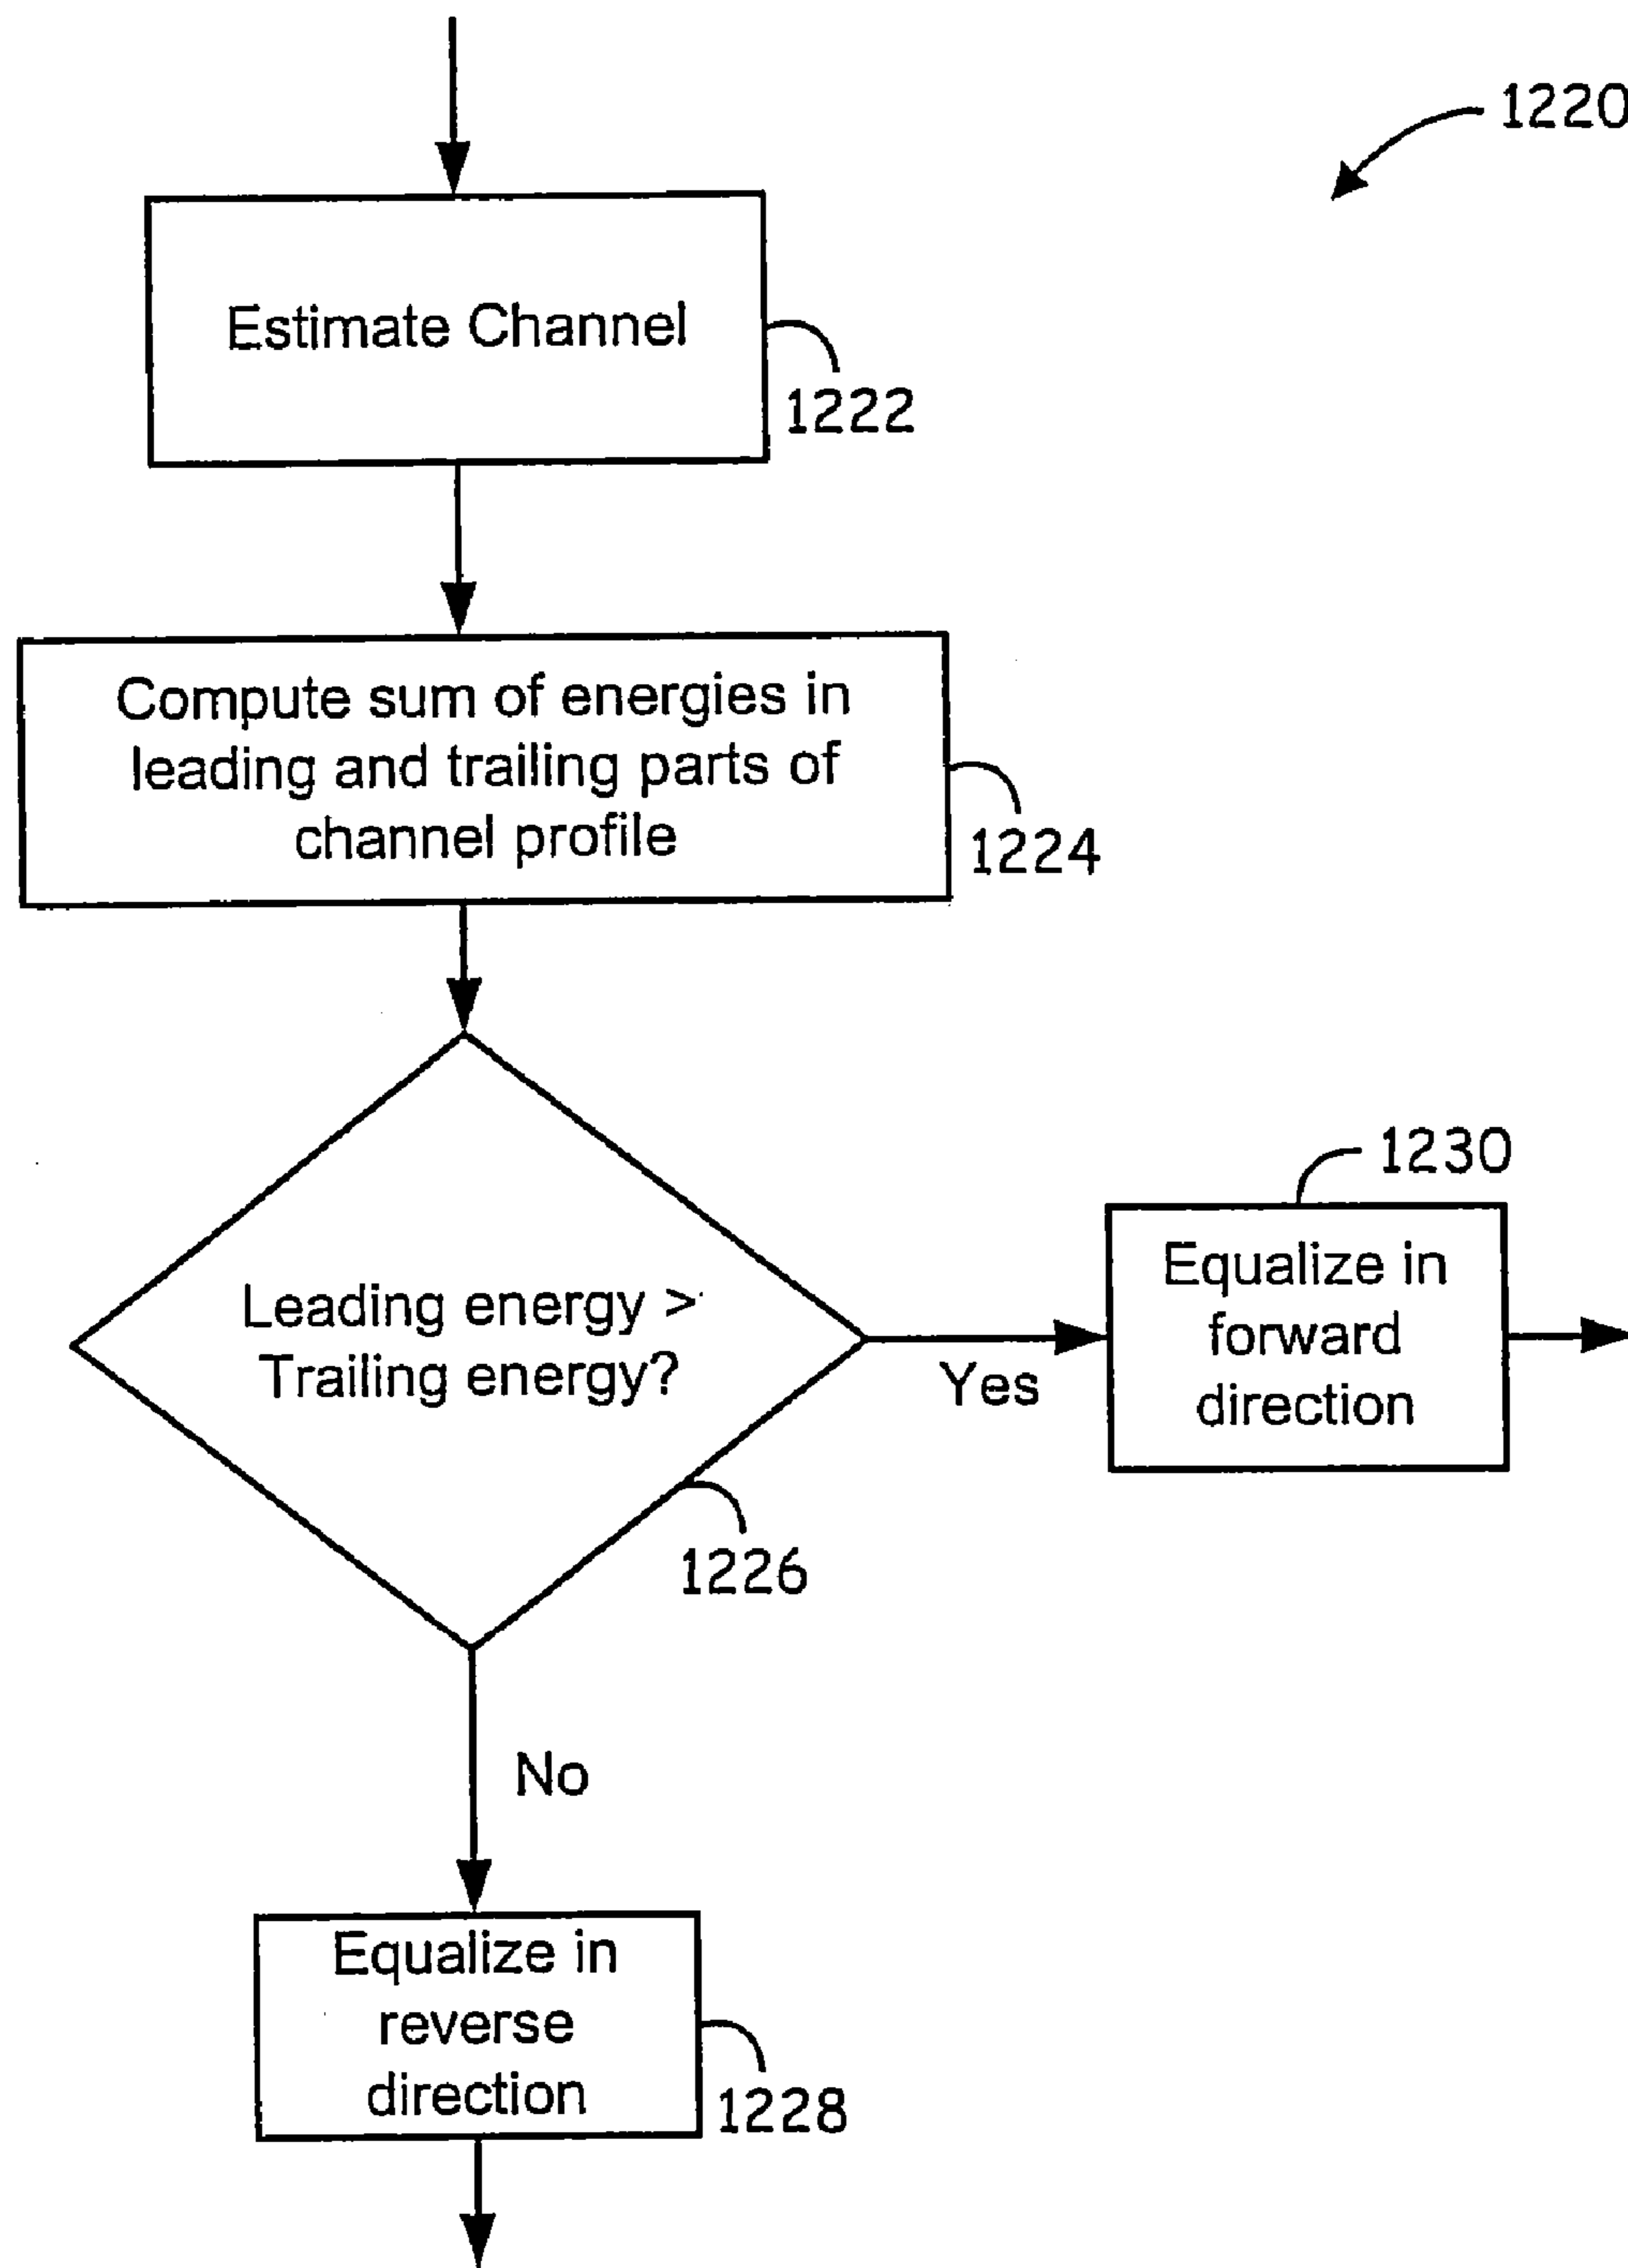 1220
Estimate Channel
1222
Compute sum of energies in
leading and trailing parts of
channel profile
1224
Leading energy >
Trailing energy?
1226
Yes
1230
Equalize in
forward
direction
No
Equalize in
reverse
direction
1228